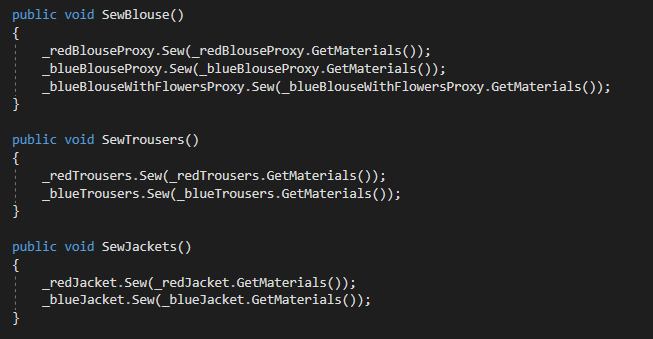 public void SewBlouse()
{
_redBlouseProxy.Sew(_redBlouseProxy.GetMaterials());
_blueBlouseProxy.Sew(_blueBlouseProxy.GetMaterials());
_blueBlouseWithFlowersProxy.Sew(_blueBlouseWithFlowersProxy.GetMaterials());
}
public void SewTrousers()
{
_redTrousers.Sew(_redTrousers.GetMaterials());
_blueTrousers.Sew(_blueTrousers.GetMaterials());
}
public void SewJackets()
{
_redJacket.Sew(_redJacket.GetMaterials());
_blueJacket.Sew(_blueJacket.GetMaterials());
}